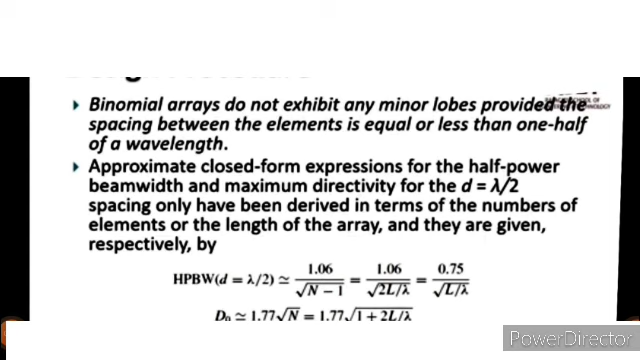 Binomial arrays do not exhibit any minor lobes provided the
spacing between the elements is equal or less than one-half
of a wavelength.
Approximate closed-form expressions for the half-power
beamwidth and maximum directivity for the d = λ/2
spacing only have been derived in terms of the numbers of
elements or the length of the array, and they are given,
respectively, by
HPBW(d = λ/2) ≃ 1.06/√N − 1 = 1.06/√2L/λ = 0.75/√L/λ
D₀ ≃ 1.77√N = 1.77√1 + 2L/λ
PowerDirector